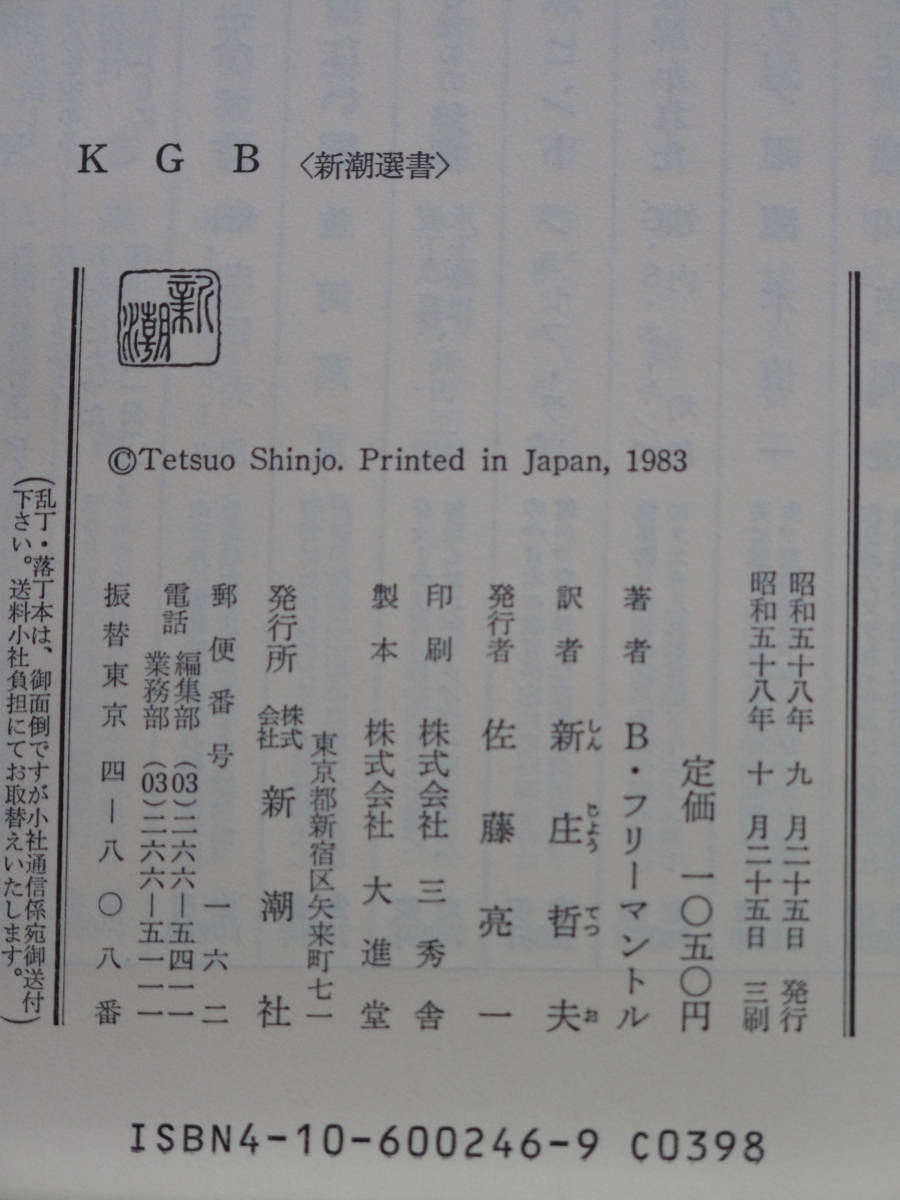 KGB 〈新潮選書〉
新潮
©Tetsuo Shinjo. Printed in Japan, 1983
昭和五十八年 九 月二十五日 発行
昭和五十八年 十 月二十五日 三刷
定価 一〇五〇円
著者 B・フリーマントル
訳者 新庄哲夫
しんじようてつお
発行者 佐藤亮一
印刷 株式会社 三秀舎
製本 株式会社 大進堂
東京都新宿区矢来町七一
発行所 株式会社 新潮社
郵便番号 一六二
電話 編集部 (03)二六六―五四一一
業務部 (03)二六六―五一一一
振替東京 四―八〇八番
(乱丁・落丁本は、御面倒ですが小社通信係宛御送付
下さい。送料小社負担にてお取替えいたします。)
ISBN4-10-600246-9 C0398